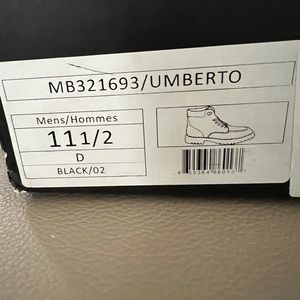 MB321693/UMBERTO
Mens/Hommes
11 1/2
D
BLACK/02